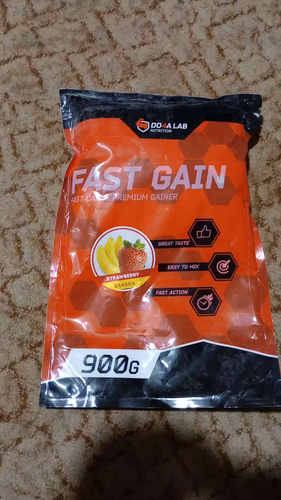 DO4A LAB
NUTRITION
FAST GAIN
PREMIUM GAINER
GREAT TASTE
EASY TO MIX
STRAWBERRY
BANANA
FAST ACTION
900G